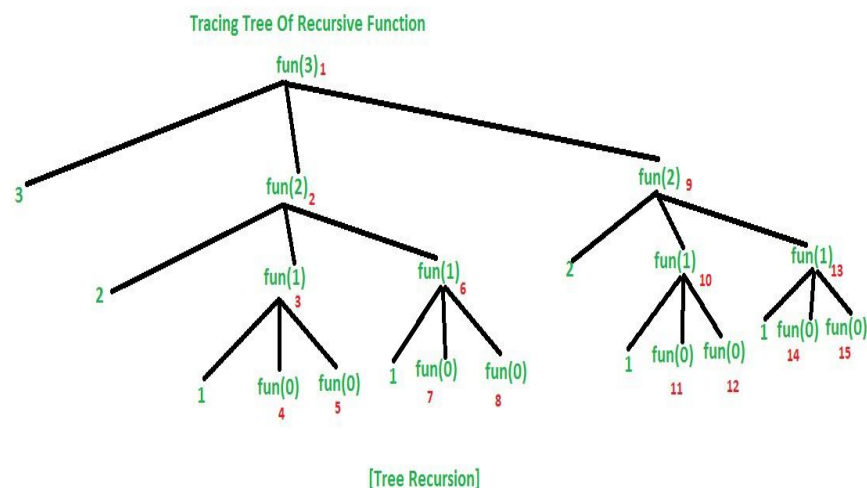 Tracing Tree Of Recursive Function
fun(3) 1
3
fun(2) 2
fun(2) 9
2
fun(1) 3
fun(1) 6
2
fun(1) 10
fun(1) 13
1
fun(0) 4
fun(0) 5
1
fun(0) 7
fun(0) 8
1
fun(0) 11
fun(0) 12
1
fun(0) 14
fun(0) 15
[Tree Recursion]